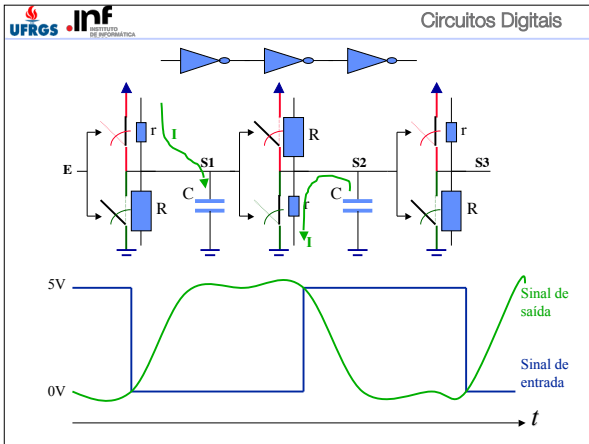 UFRGS
.inf
INSTITUTO
DE INFORMÁTICA
Circuitos Digitais
I
r
R
r
E
S1
S2
S3
R
C
r
C
R
I
5V
0V
Sinal de
saída
Sinal de
entrada
t